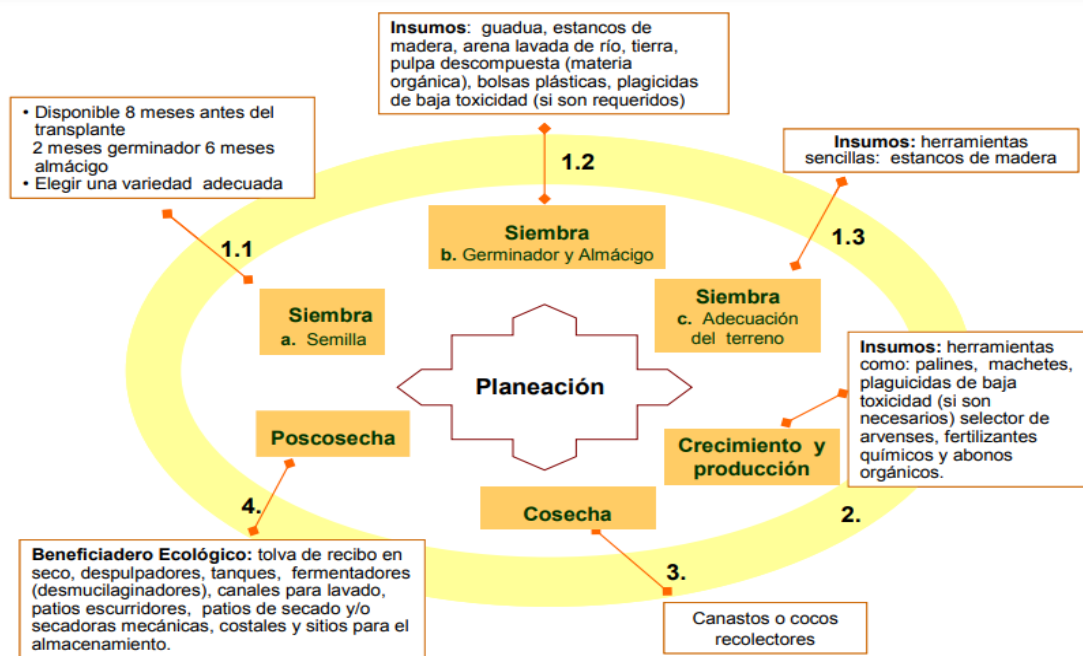 Insumos: guadua, estancos de
madera, arena lavada de río, tierra,
pulpa descompuesta (materia
orgánica), bolsas plásticas, plagicidas
de baja toxicidad (si son requeridos)
• Disponible 8 meses antes del
transplante
2 meses germinador 6 meses
almácigo
• Elegir una variedad adecuada
Insumos: herramientas
sencillas: estancos de madera
1.2
1.1
1.3
Siembra
b. Germinador y Almácigo
Siembra
a. Semilla
Siembra
c. Adecuación
del terreno
Planeación
Insumos: herramientas
como: palines, machetes,
plaguicidas de baja
toxicidad (si son
necesarios) selector de
arvenses, fertilizantes
químicos y abonos
orgánicos.
Poscosecha
Crecimiento y
producción
Cosecha
4.
2.
3.
Beneficiadero Ecológico: tolva de recibo en
seco, despulpadores, tanques, fermentadores
(desmucilaginadores), canales para lavado,
patios escurridores, patios de secado y/o
secadoras mecánicas, costales y sitios para el
almacenamiento.
Canastos o cocos
recolectores